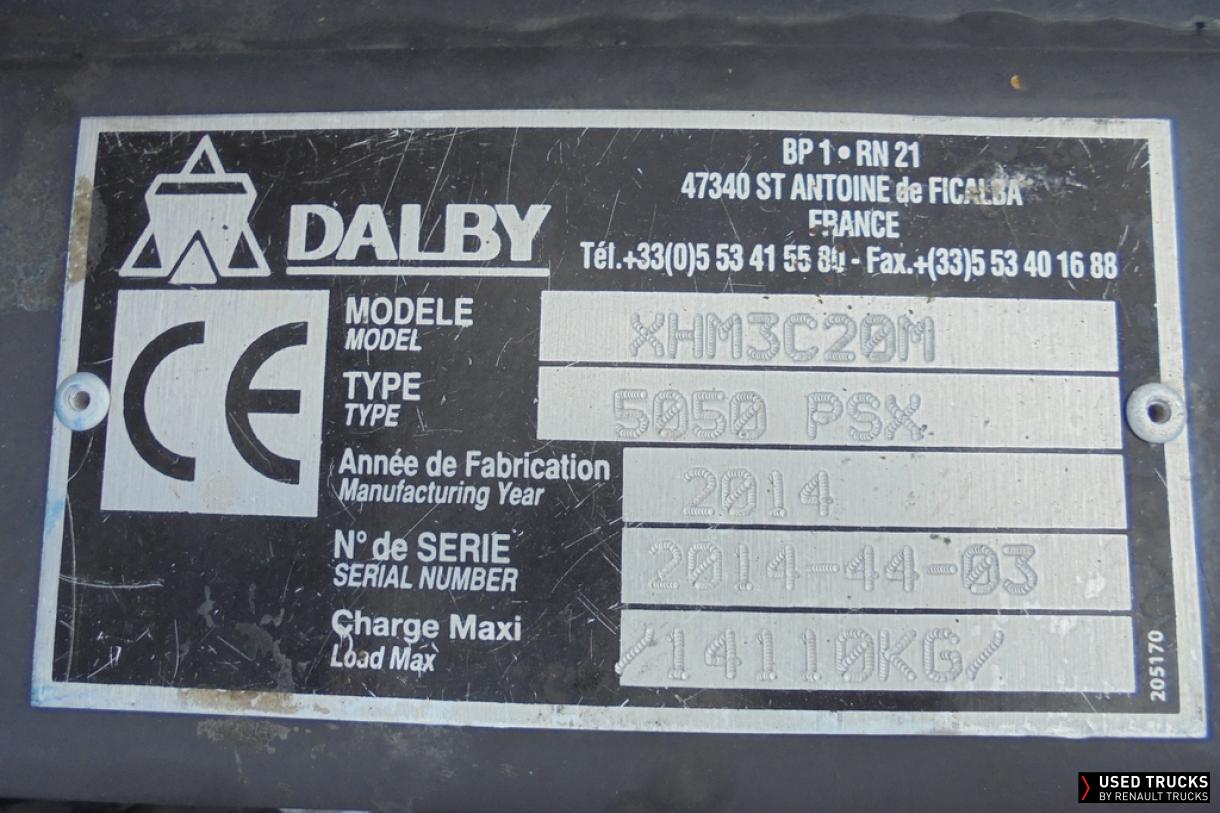 BP 1 • RN 21
47340 ST ANTOINE de FICALBA
FRANCE
Tél.+33(0)5 53 41 55 80 - Fax.+(33)5 53 40 16 88
DALBY
CE
MODELE XHM3C20M
MODEL
TYPE 5050 PSX
TYPE
Année de Fabrication 2014
Manufacturing Year
N° de SERIE 2014-44-03
SERIAL NUMBER
Charge Maxi /14110KG/
Load Max
205170
USED TRUCKS
BY RENAULT TRUCKS